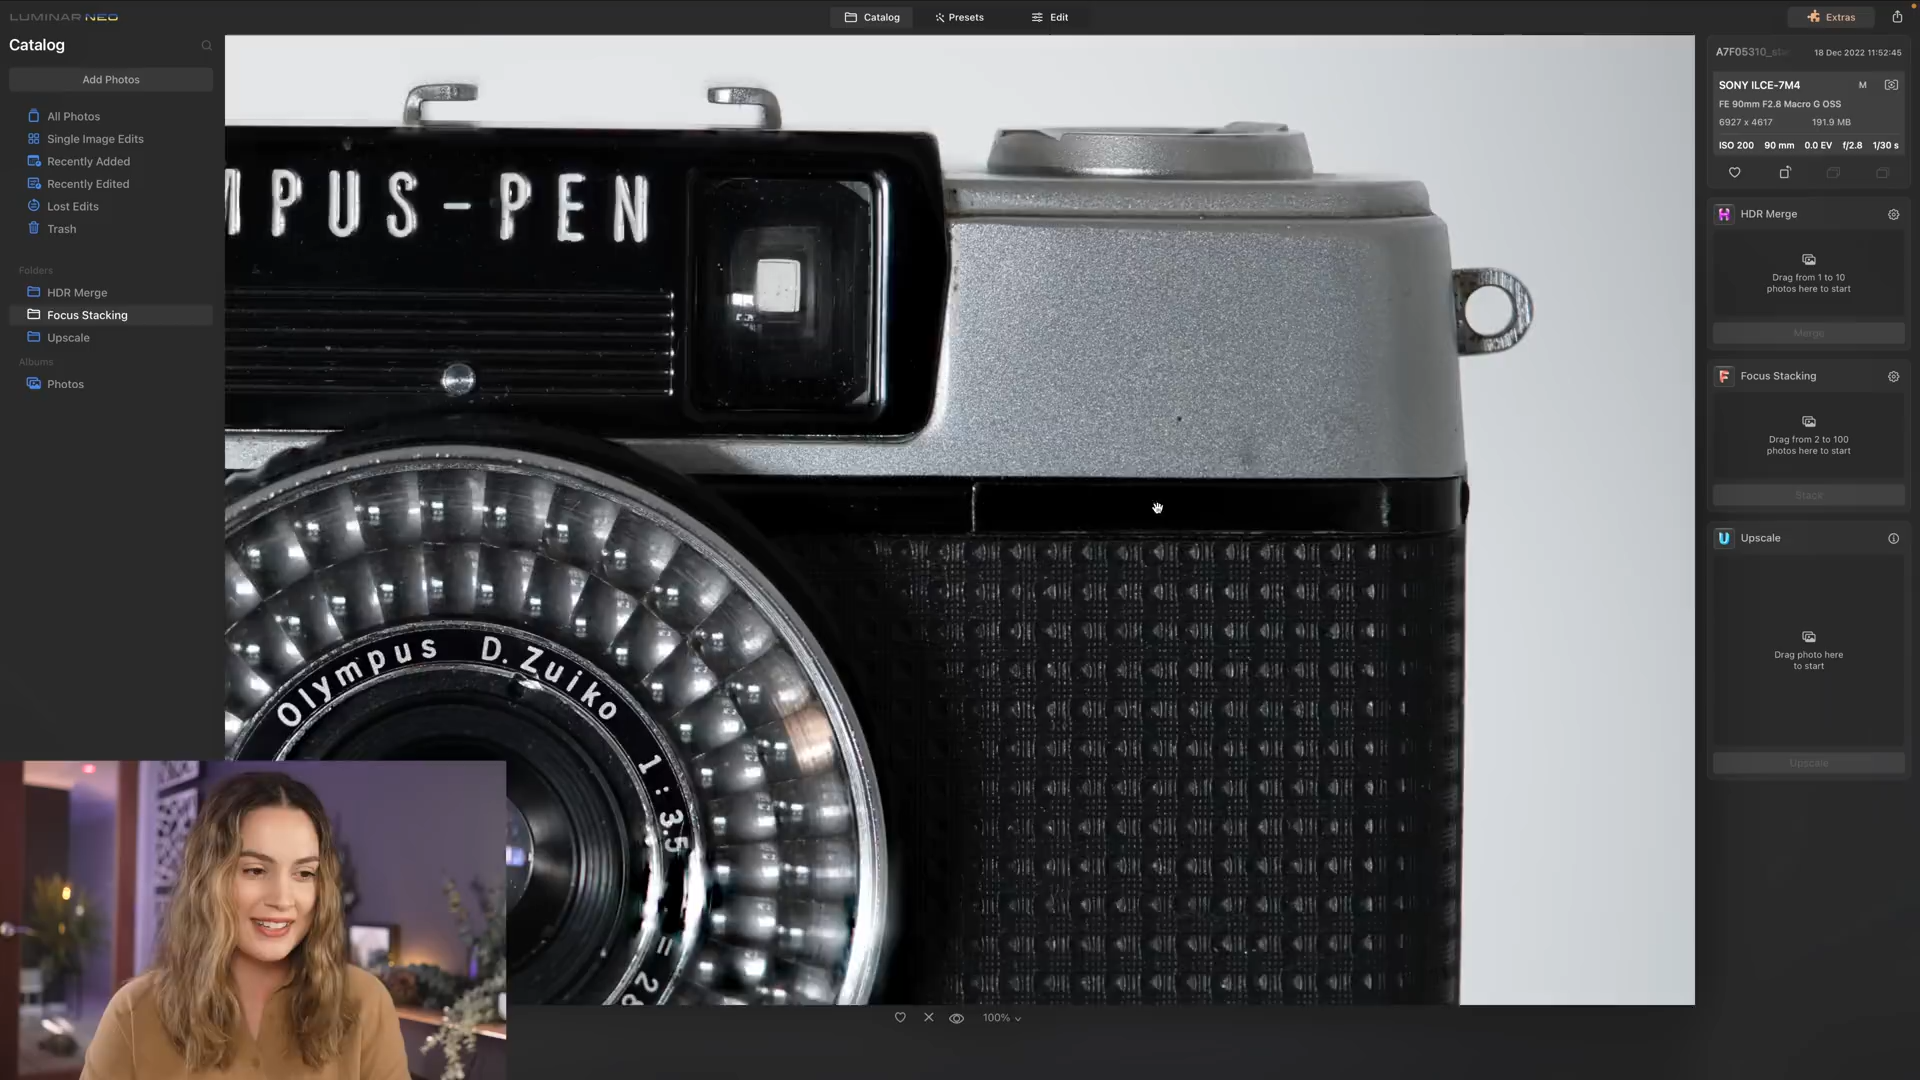 LUMINAR NEO
Catalog
Presets
Edit
Extras
Catalog
Add Photos
All Photos
Single Image Edits
Recently Added
Recently Edited
Lost Edits
Trash
Folders
HDR Merge
Focus Stacking
Upscale
Albums
Photos
MPUS-PEN
Olympus D.Zuiko 1:3.5
100%
18 Dec 2022 11:52:45
SONY ILCE-7M4 M
FE 90mm F2.8 Macro G OSS
6927 x 4617 191.9 MB
ISO 200 90 mm 0.0 EV f/2.8 1/30 s
HDR Merge
Drag from 1 to 10
photos here to start
Merge
Focus Stacking
Drag from 2 to 100
photos here to start
Stack
Upscale
Drag photo here
to start
Upscale